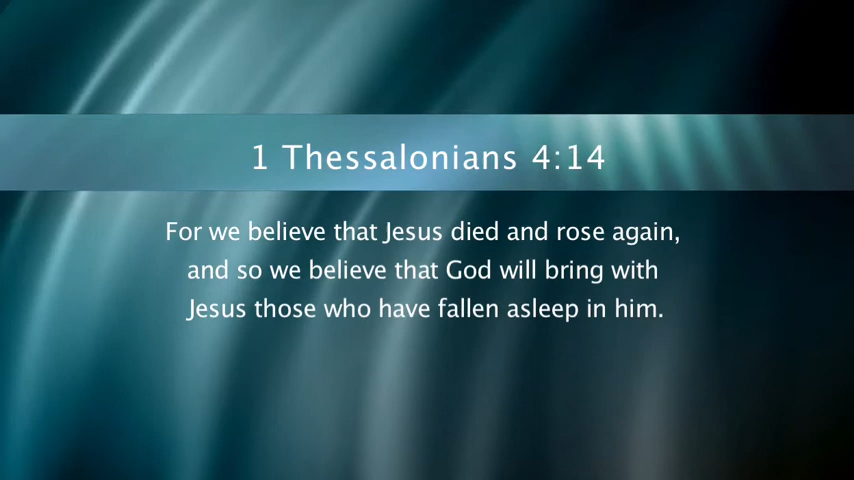 1 Thessalonians 4:14
For we believe that Jesus died and rose again,
and so we believe that God will bring with
Jesus those who have fallen asleep in him.